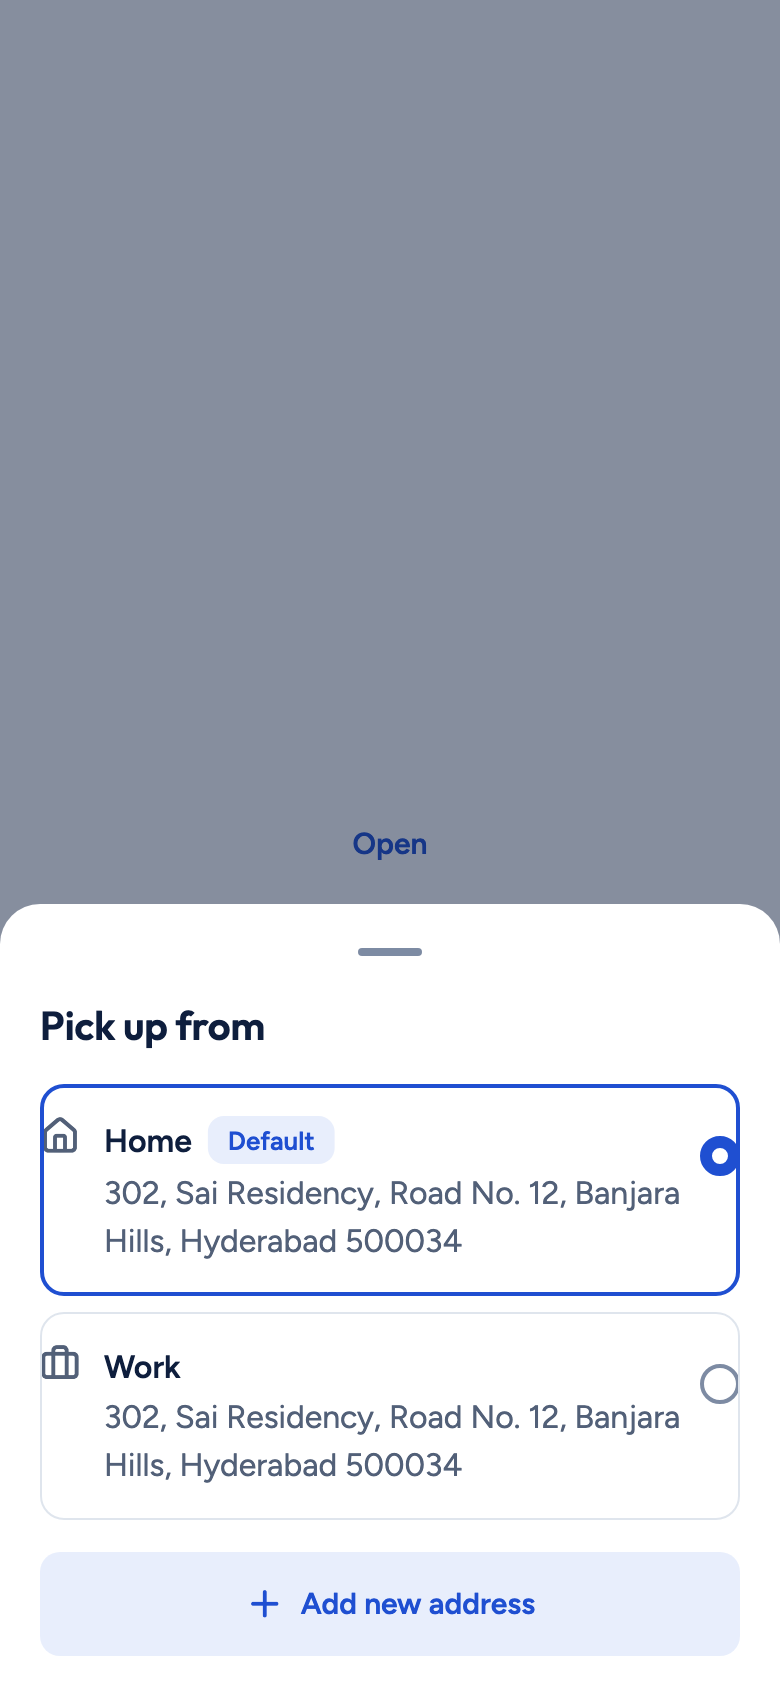 Open
Pick up from
Home Default
302, Sai Residency, Road No. 12, Banjara
Hills, Hyderabad 500034
Work
302, Sai Residency, Road No. 12, Banjara
Hills, Hyderabad 500034
Add new address